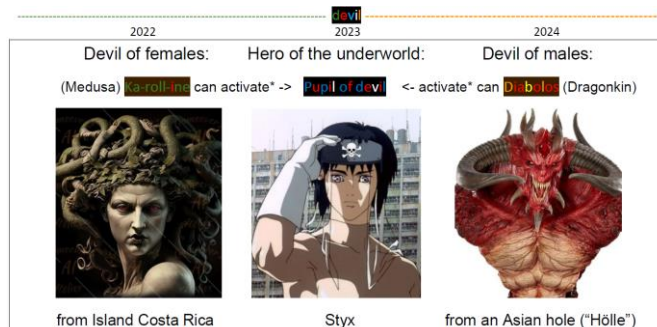 devil
2022 2023 2024
Devil of females: Hero of the underworld: Devil of males:
(Medusa) Ka-roll-ine can activate* -> Pupil of devil <- activate* can Diabolos (Dragonkin)
from Island Costa Rica Styx from an Asian hole (“Hölle”)